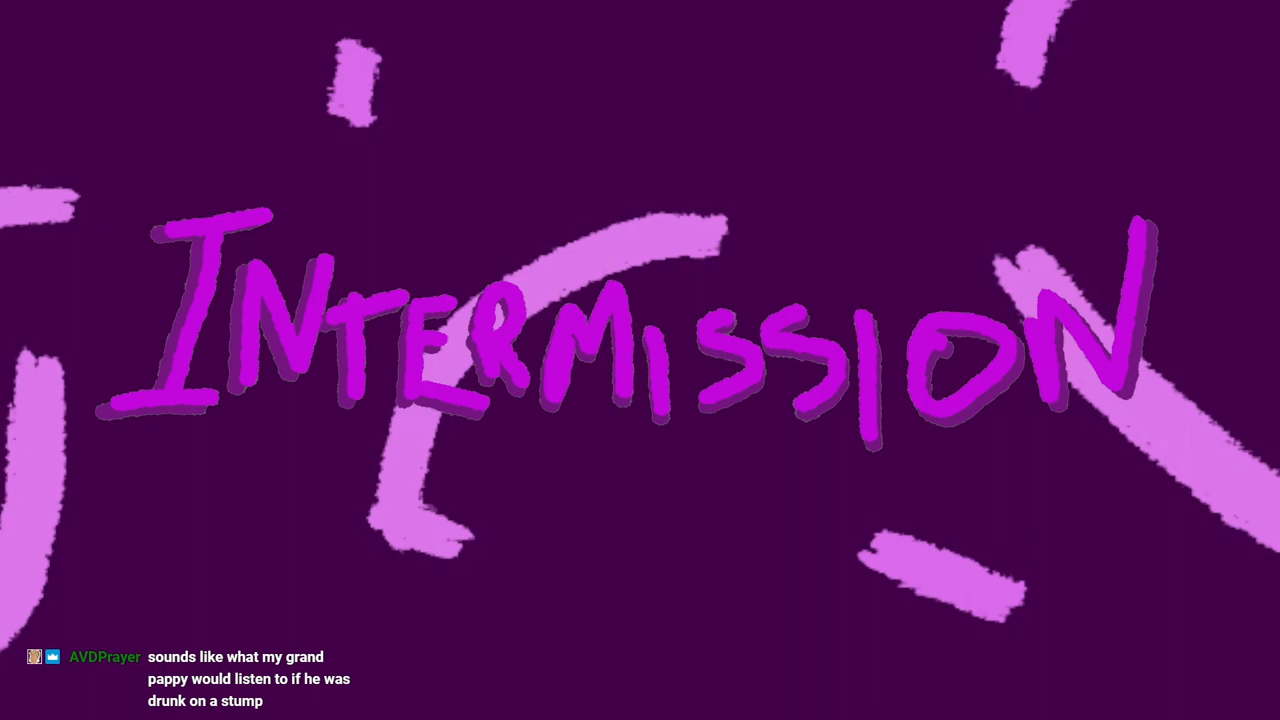 INTERMISSION
AVDPrayer sounds like what my grand
pappy would listen to if he was
drunk on a stump